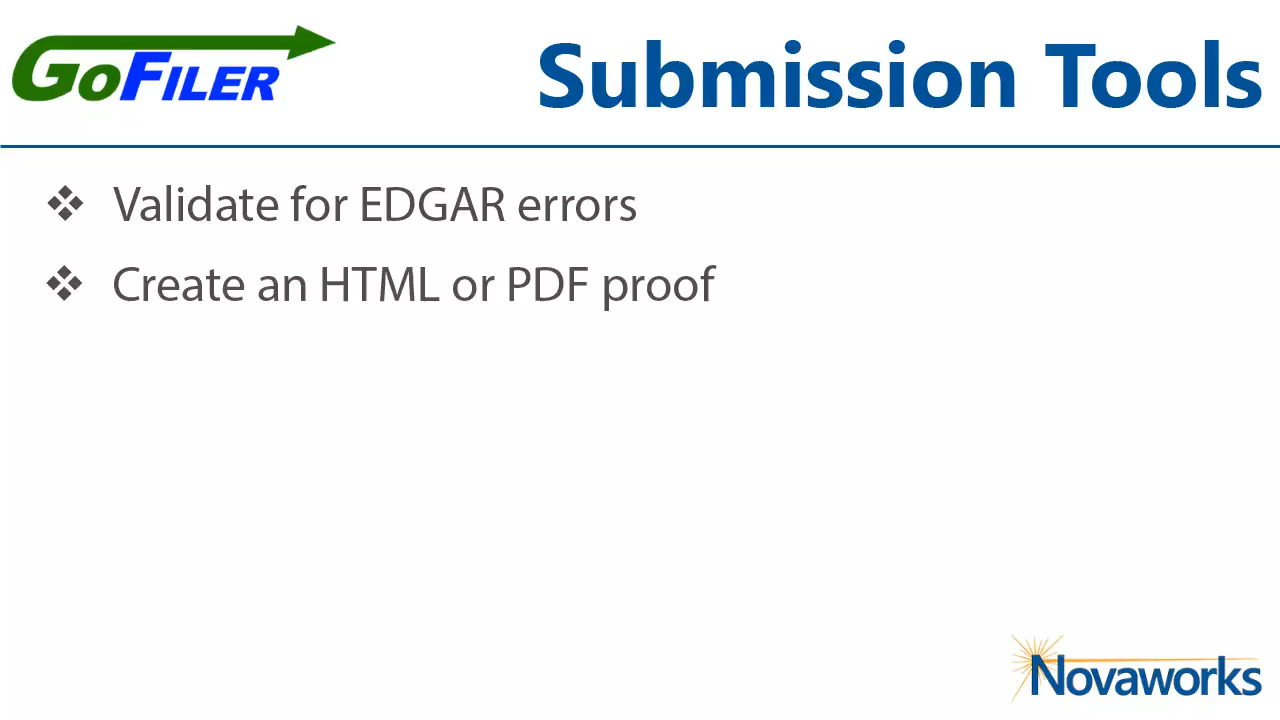 GoFiler
Submission Tools
❖ Validate for EDGAR errors
❖ Create an HTML or PDF proof
Novaworks